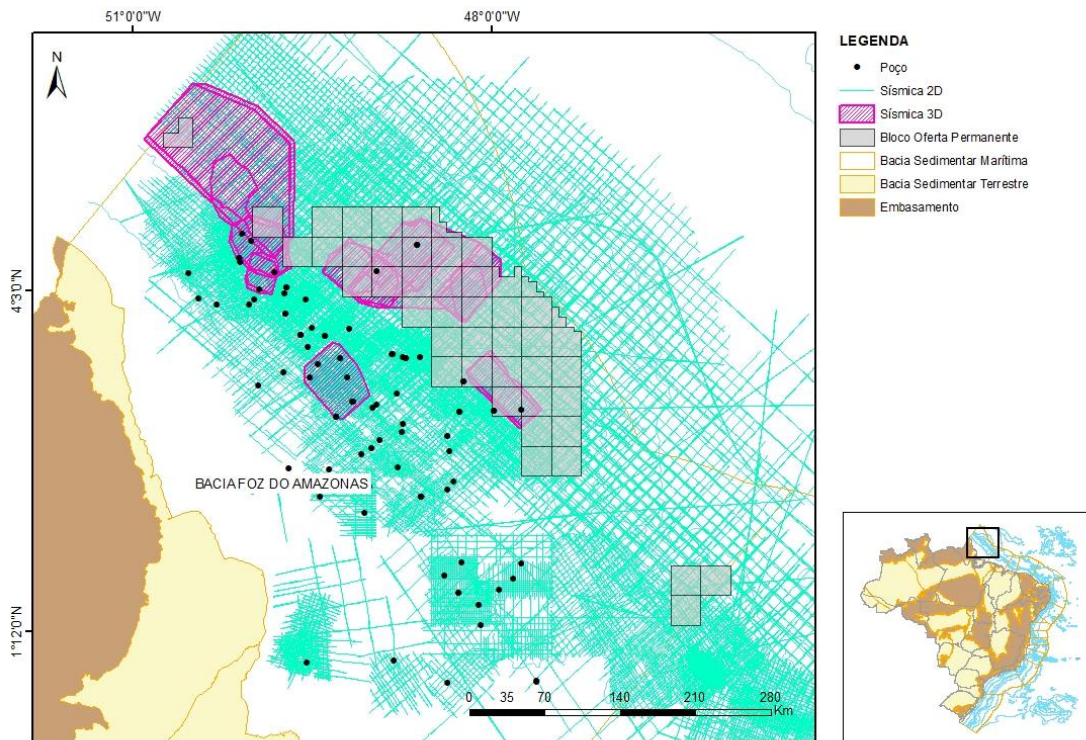 51°0'0"W
48°0'0"W
N
4°30'N
1°12'0"N
BACIA FOZ DO AMAZONAS
0
35
70
140
210
280
Km
LEGENDA
Poço
Sísmica 2D
Sísmica 3D
Bloco Oferta Permanente
Bacia Sedimentar Marítima
Bacia Sedimentar Terrestre
Embasamento